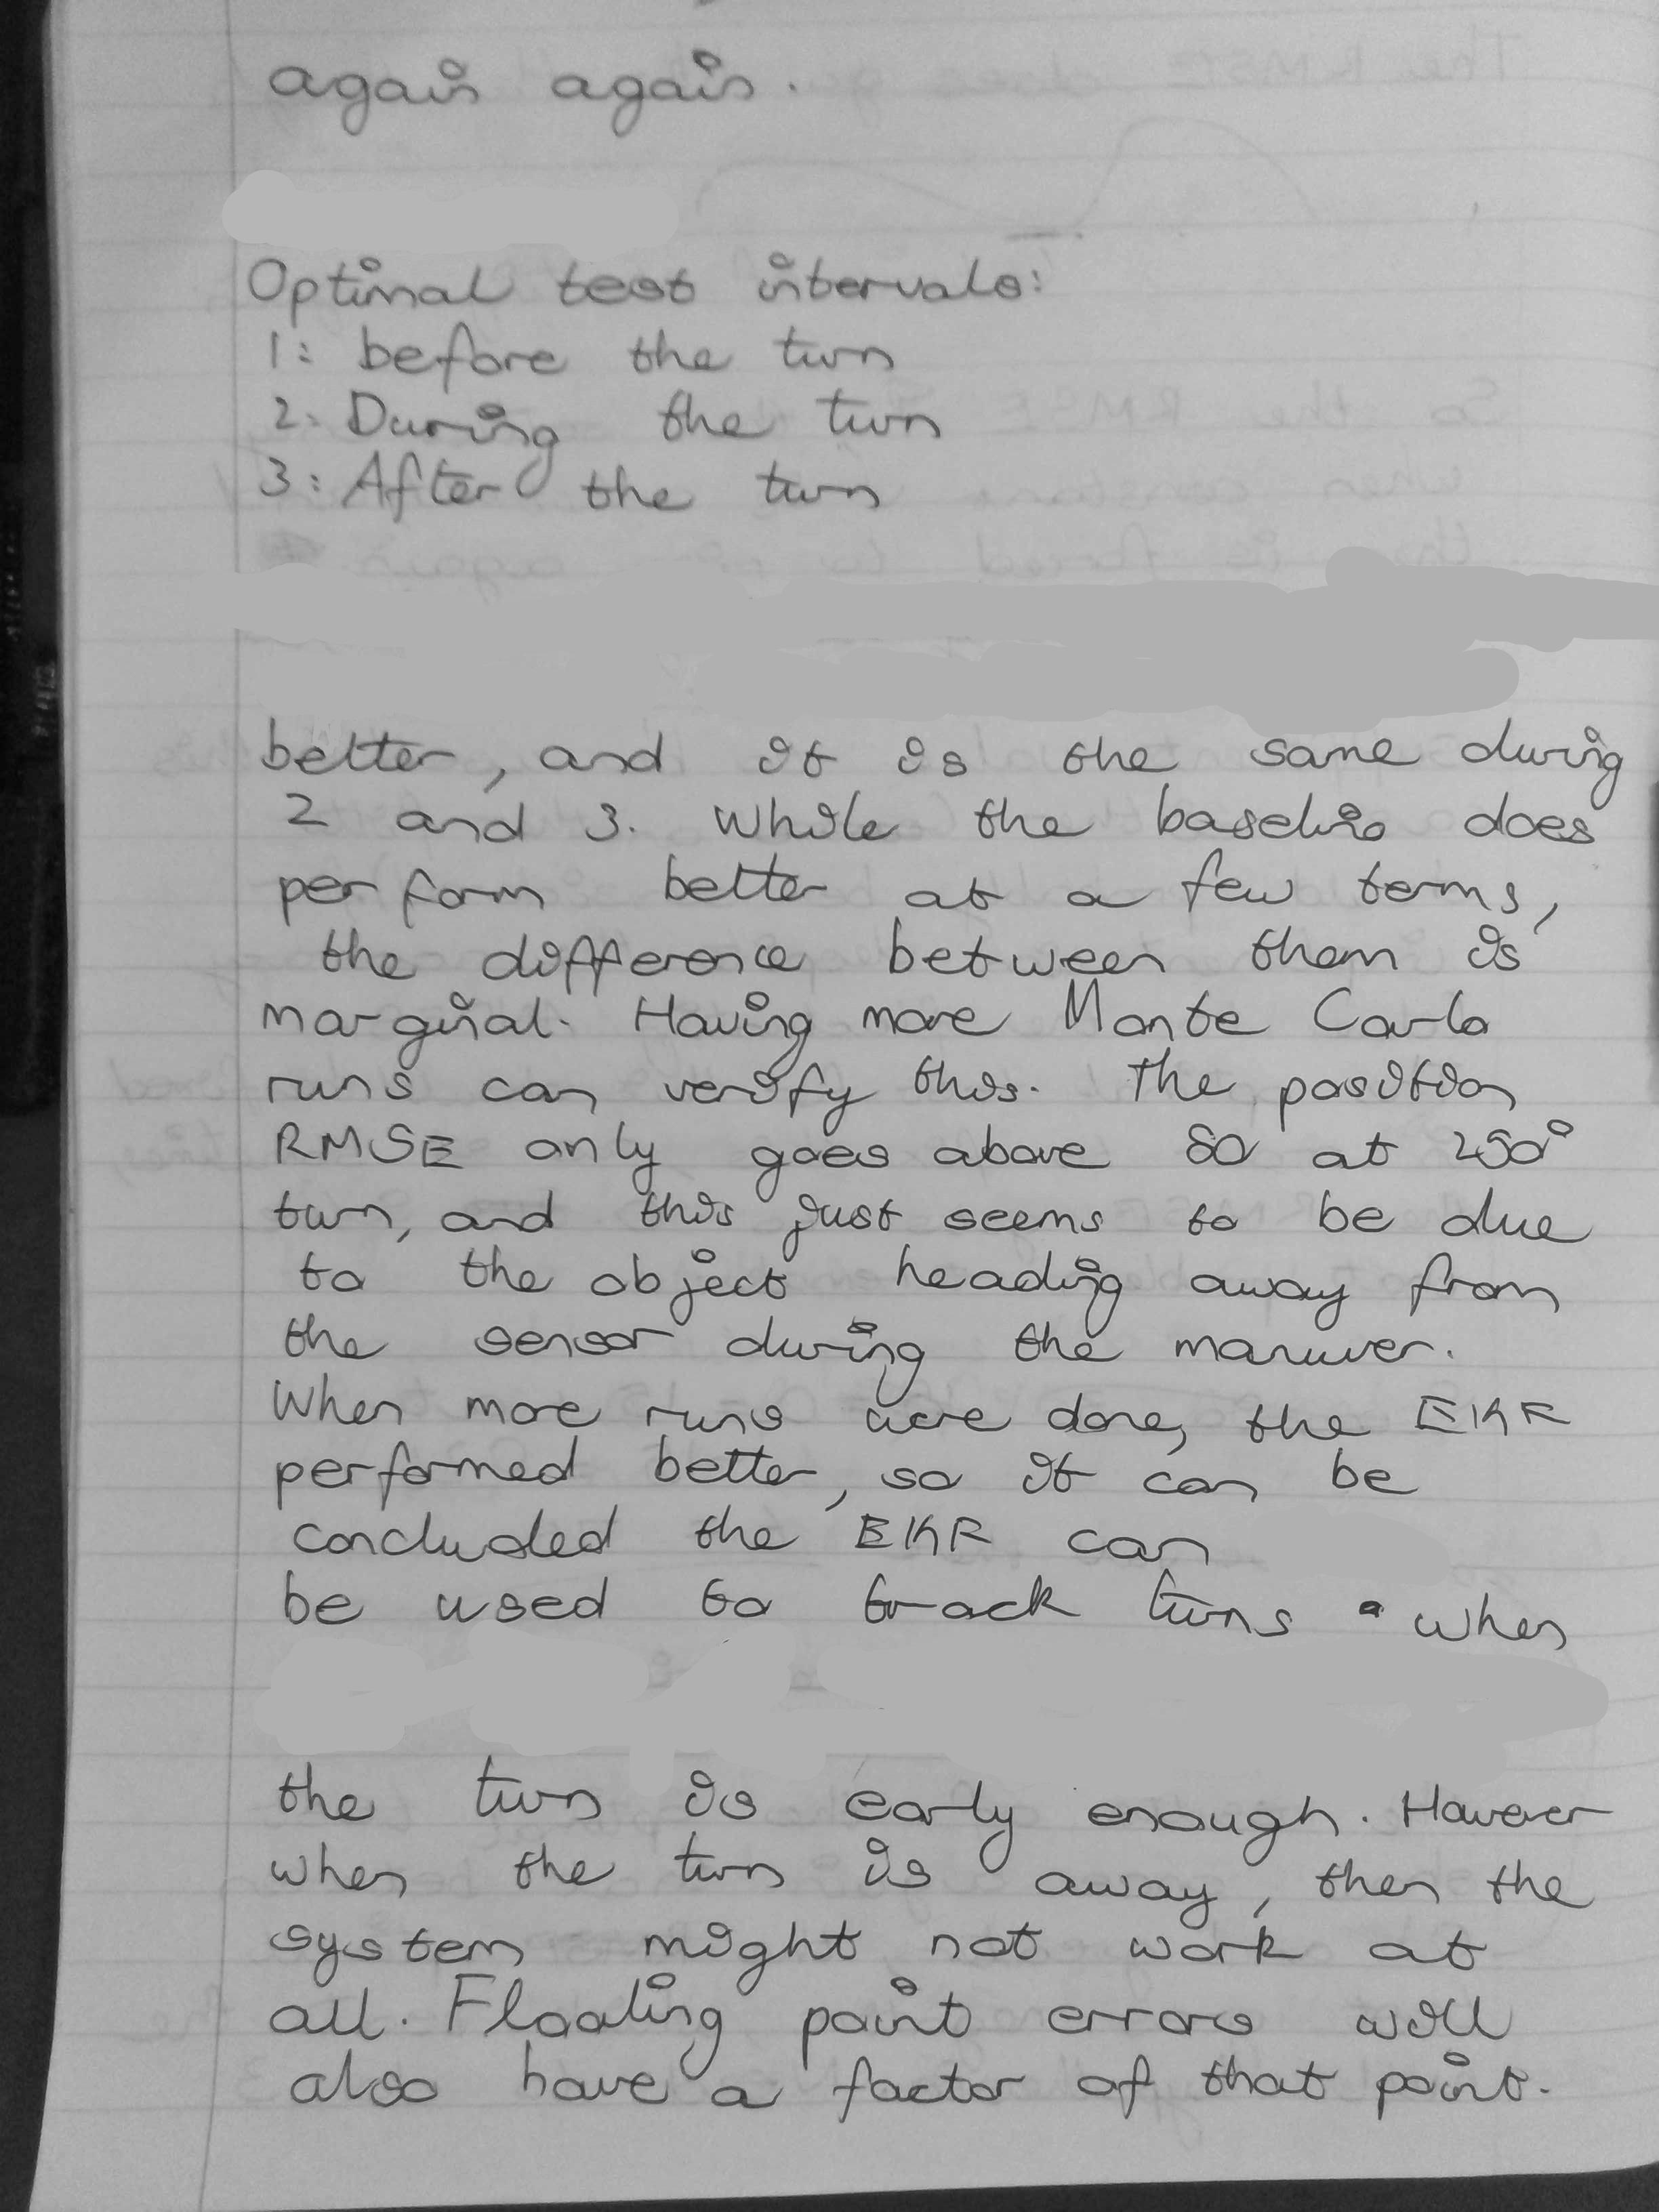 again again.
Optimal test intervals:
1: before the turn
2: During the turn
3: After the turn
better, and it is the same during
2 and 3. While the baseline does
perform better at a few terms,
the difference between them is
marginal. Having more Monte Carlo
runs can verify this. The position
RMSE only goes above at
turn, and this just seems to be due
to the object heading away from
the sensor during the manuver.
When more runs were done, the EKF
performed better, so it can be
concluded the EKF can
be used to track turns when
the turn is early enough. However
when the turn is away, then the
system might not work at
all. Floating point errors will
also have a factor of that point.